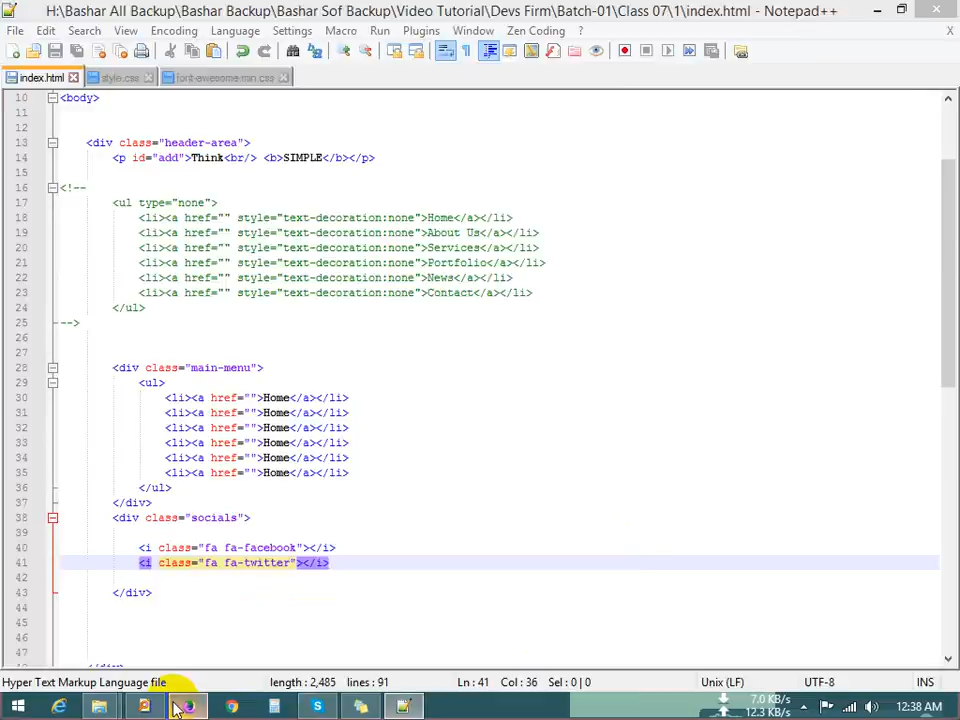 H:\Bashar All Backup\Bashar Backup\Bashar Sof Backup\Video Tutorial\Devs Firm\Batch-01\Class 07\1\index.html - Notepad++
File Edit Search View Encoding Language Settings Macro Run Plugins Window Zen Coding ? X
index.html style.css font-awesome.min.css
10 <body>
11
12
13 <div class="header-area">
14 <p id="add">Think<br/> <b>SIMPLE</b></p>
15
16 <!--
17 <ul type="none">
18 <li><a href="" style="text-decoration:none">Home</a></li>
19 <li><a href="" style="text-decoration:none">About Us</a></li>
20 <li><a href="" style="text-decoration:none">Services</a></li>
21 <li><a href="" style="text-decoration:none">Portfolio</a></li>
22 <li><a href="" style="text-decoration:none">News</a></li>
23 <li><a href="" style="text-decoration:none">Contact</a></li>
24 </ul>
25 -->
26
27
28 <div class="main-menu">
29 <ul>
30 <li><a href="">Home</a></li>
31 <li><a href="">Home</a></li>
32 <li><a href="">Home</a></li>
33 <li><a href="">Home</a></li>
34 <li><a href="">Home</a></li>
35 <li><a href="">Home</a></li>
36 </ul>
37 </div>
38 <div class="socials">
39
40 <i class="fa fa-facebook"></i>
41 <i class="fa fa-twitter"></i>
42
43 </div>
44
45
46
47
Hyper Text Markup Language file length : 2,485 lines : 91 Ln : 41 Col : 36 Sel : 0 | 0 Unix (LF) UTF-8 INS
7.0 KB/s
12.3 KB/s
12:38 AM